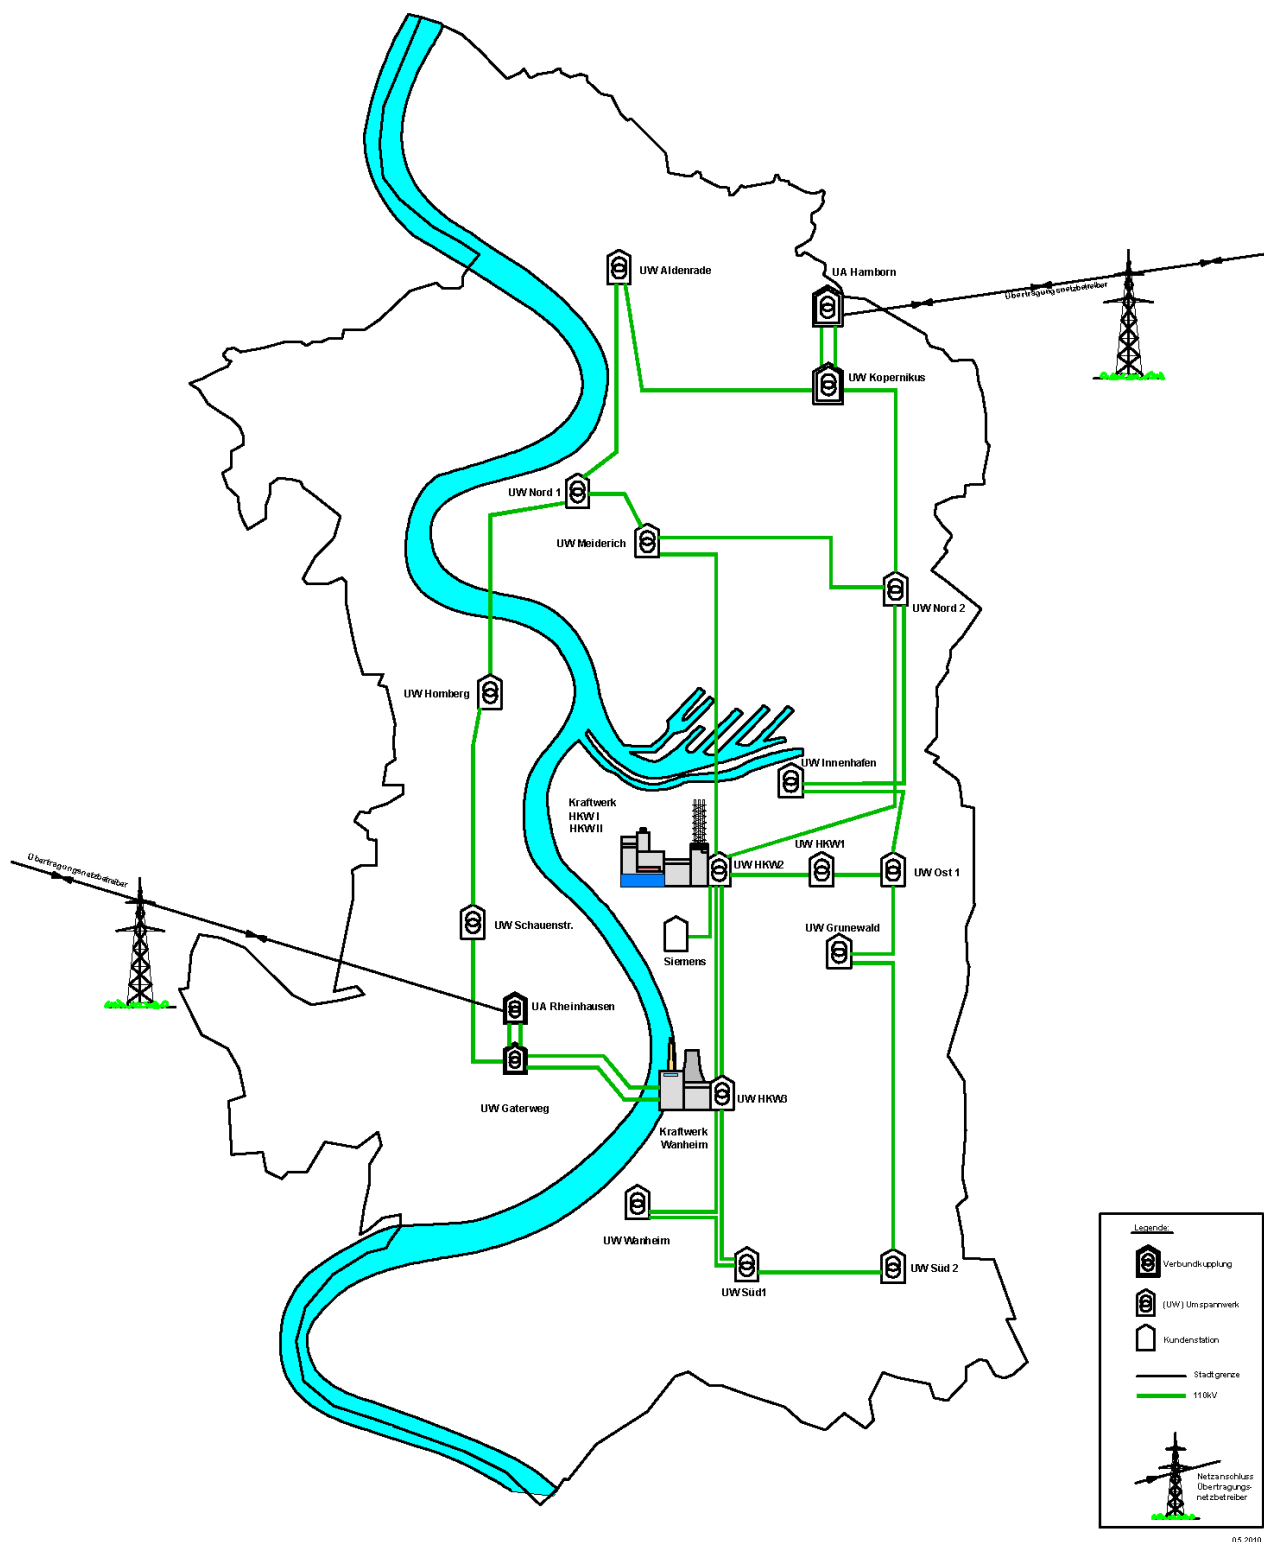 UW Aldenrade
UA Hamborn
Übertragungsnetzbetreiber
UW Kopernikus
UW Nord 1
UW Meiderich
UW Nord 2
UW Homberg
UW Innenhafen
Kraftwerk
HKW I
HKW II
UW HKW1
UW HKW2
UW Ost 1
Übertragungsnetzbetreiber
UW Schauenstr.
UW Grunewald
Siemens
UA Rheinhausen
UW HKW3
UW Gaterweg
Kraftwerk
Wanheim
UW Wanheim
UW Süd1
UW Süd 2
Legende:
Verbundkupplung
(UW) Umspannwerk
Kundenstation
Stadtgrenze
110kV
Netzanschluss
Übertragungs-
netzbetreiber
05.2010